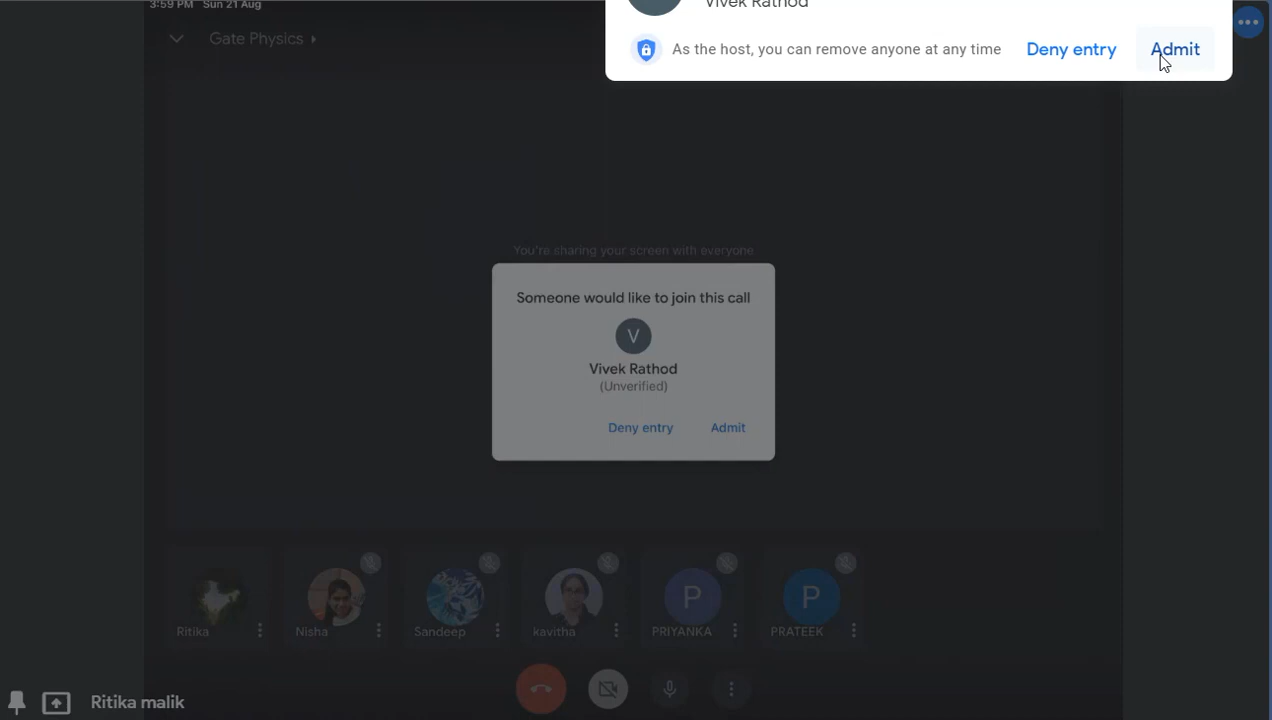 3:59 PM Sun 21 Aug
Vivek Rathod
Gate Physics
As the host, you can remove anyone at any time
Deny entry
Admit
You're sharing your screen with everyone
Someone would like to join this call
V
Vivek Rathod
(Unverified)
Deny entry
Admit
P
P
Ritika
Nisha
Sandeep
kavitha
PRIYANKA
PRATEEK
Ritika malik